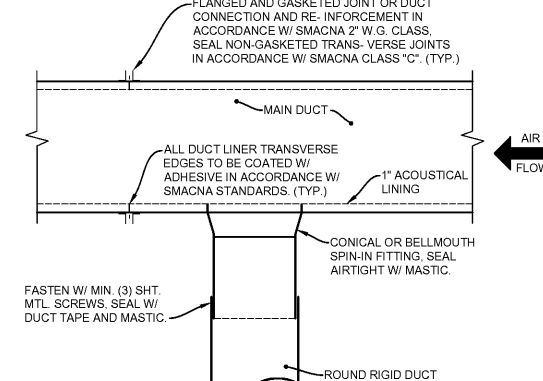 FLANGED AND GASKETED JOINT OR DUCT
CONNECTION AND RE- INFORCEMENT IN
ACCORDANCE W/ SMACNA 2" W.G. CLASS,
SEAL NON-GASKETED TRANS- VERSE JOINTS
IN ACCORDANCE W/ SMACNA CLASS "C". (TYP.)
MAIN DUCT
AIR
FLOW
ALL DUCT LINER TRANSVERSE
EDGES TO BE COATED W/
ADHESIVE IN ACCORDANCE W/
SMACNA STANDARDS. (TYP.)
1" ACOUSTICAL
LINING
CONICAL OR BELLMOUTH
SPIN-IN FITTING, SEAL
AIRTIGHT W/ MASTIC.
FASTEN W/ MIN. (3) SHT.
MTL. SCREWS, SEAL W/
DUCT TAPE AND MASTIC.
ROUND RIGID DUCT